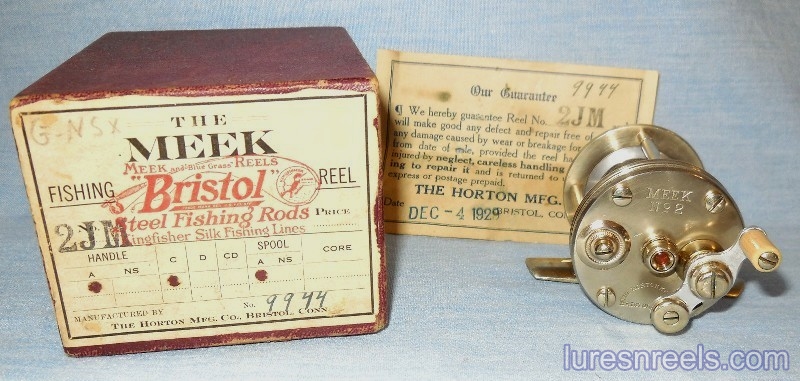 G-NSX
THE
MEEK
MEEK and Blue Grass REELS
FISHING "Bristol" REEL
Steel Fishing Rods
Kingfisher Silk Fishing Lines
PRICE
2JM
HANDLE SPOOL
A NS C D CD A NS CORE
No. 9944
MANUFACTURED BY
THE HORTON MFG. CO., BRISTOL, CONN
9944
Our Guarantee
¶ We hereby guarantee Reel No. 2JM
will make good any defect and repair free of
any damage caused by wear or breakage for
from date of sale, provided the reel ha
injured by neglect, careless handling
ing to repair it and is returned to
express or postage prepaid.
THE HORTON MFG.
Date DEC -4 1929 BRISTOL, CO
MEEK
No 2
luresnreels.com